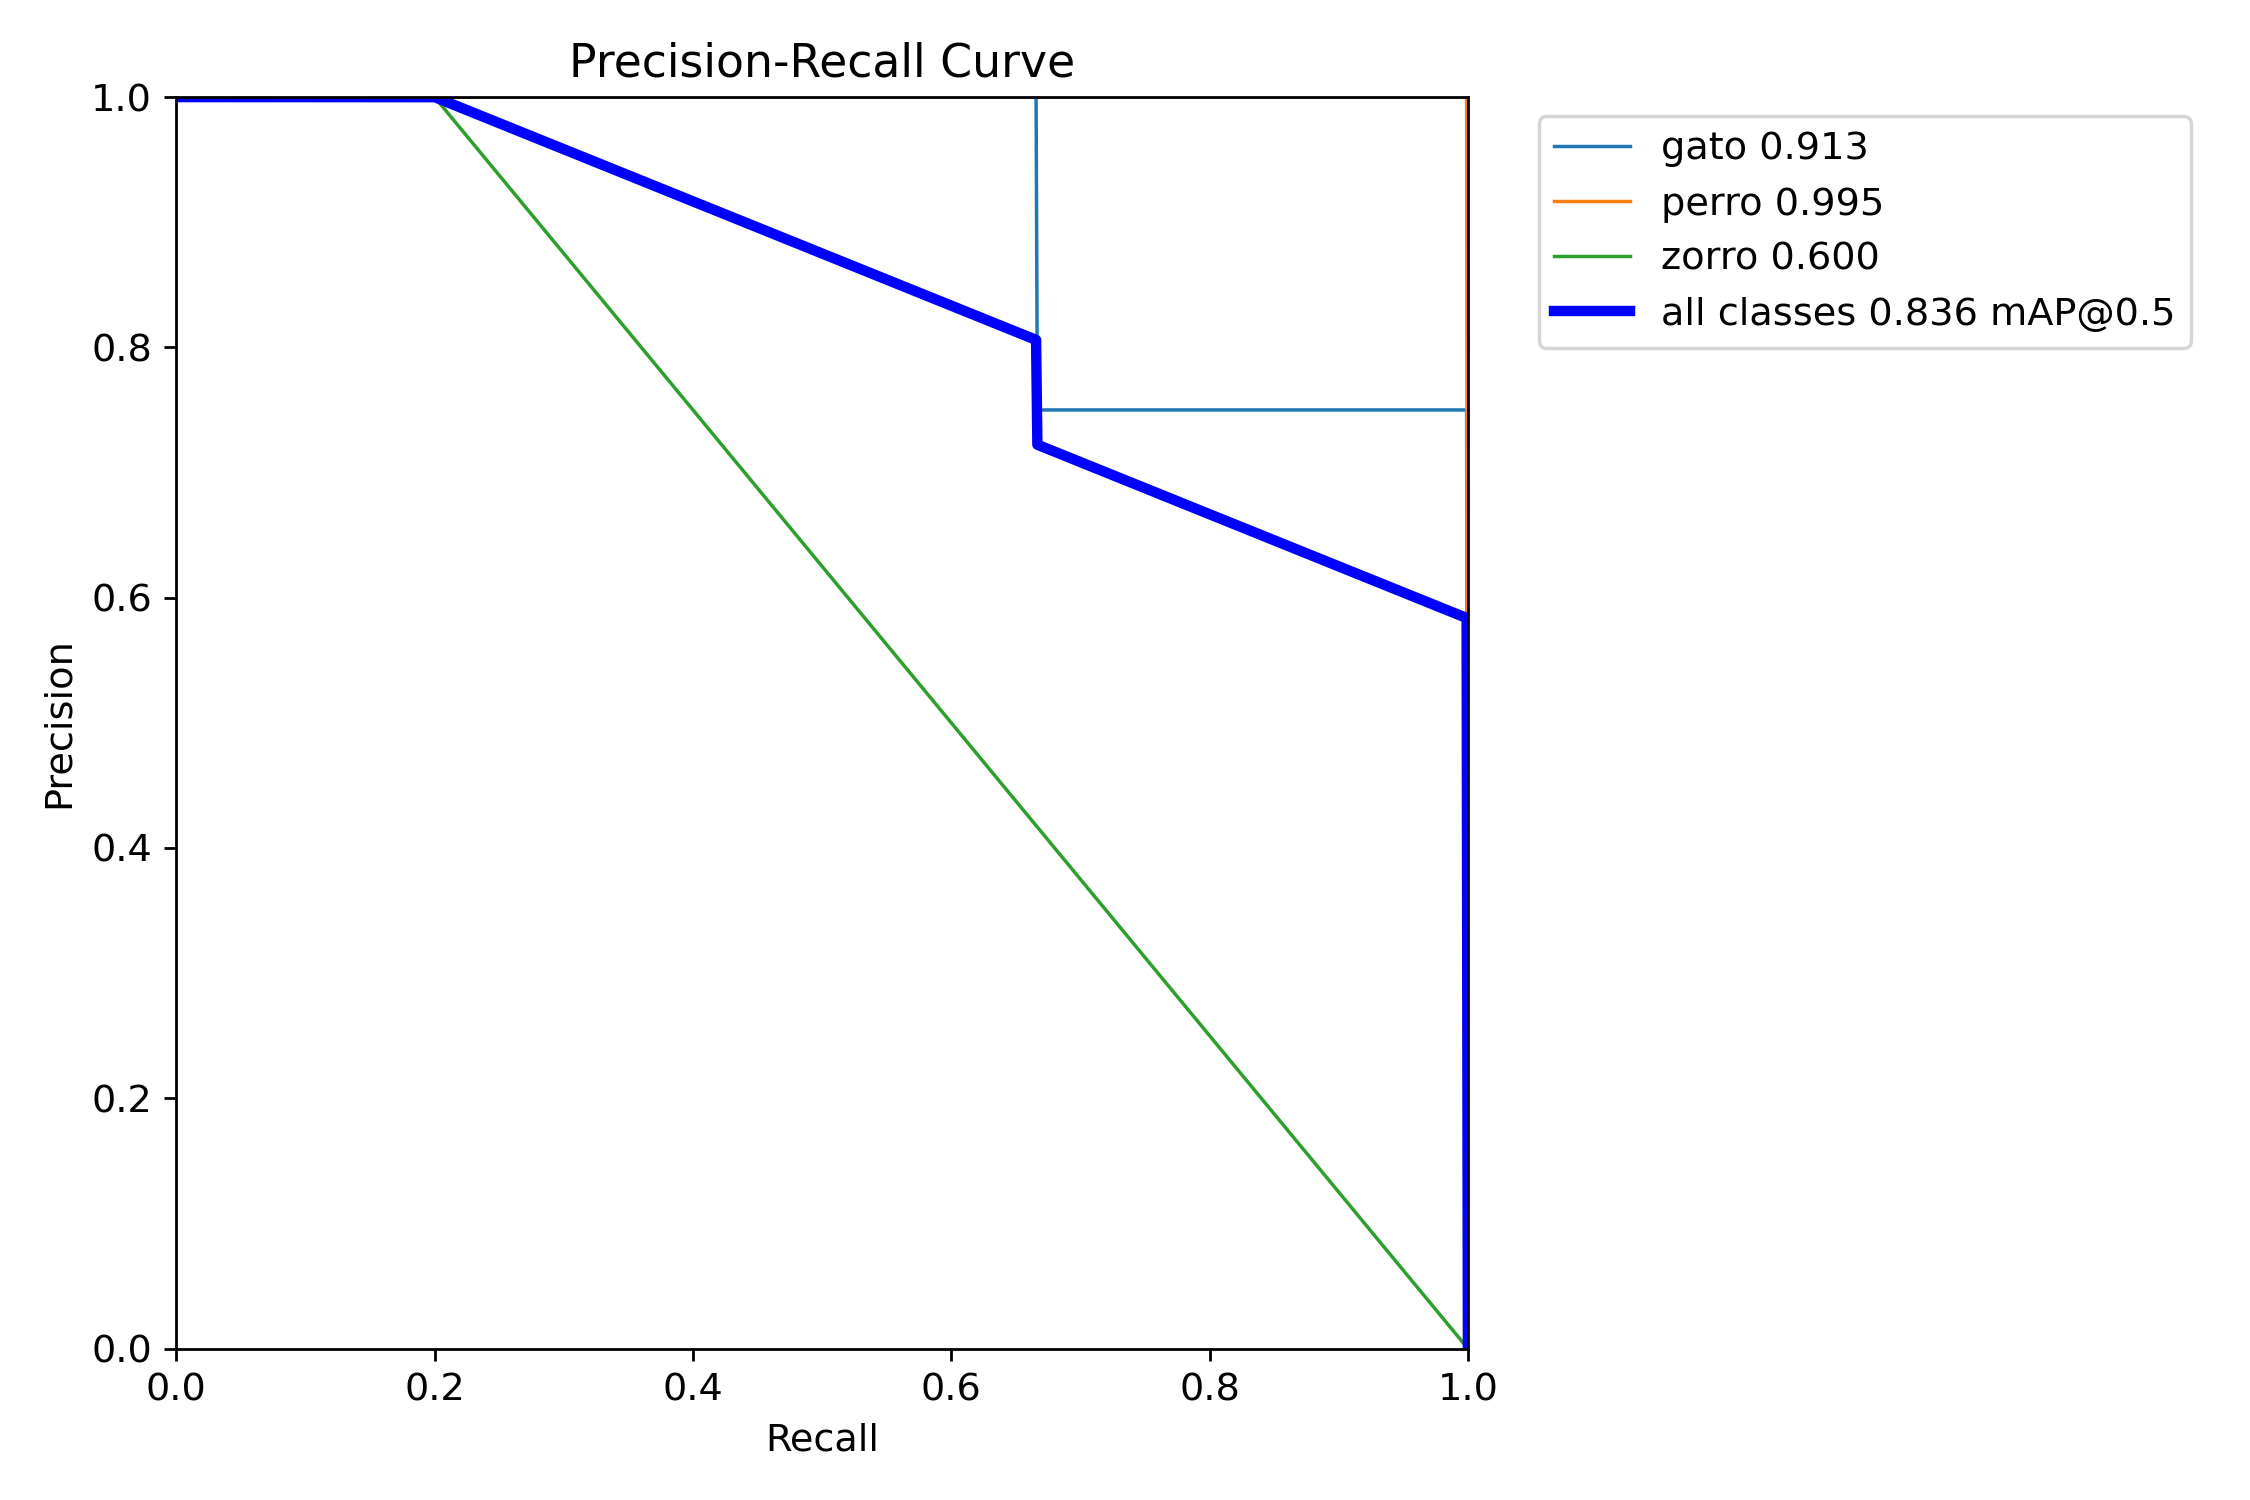 Precision-Recall Curve
1.0
0.8
0.6
0.4
0.2
0.0
Precision
0.0 0.2 0.4 0.6 0.8 1.0
Recall
gato 0.913
perro 0.995
zorro 0.600
all classes 0.836 mAP@0.5